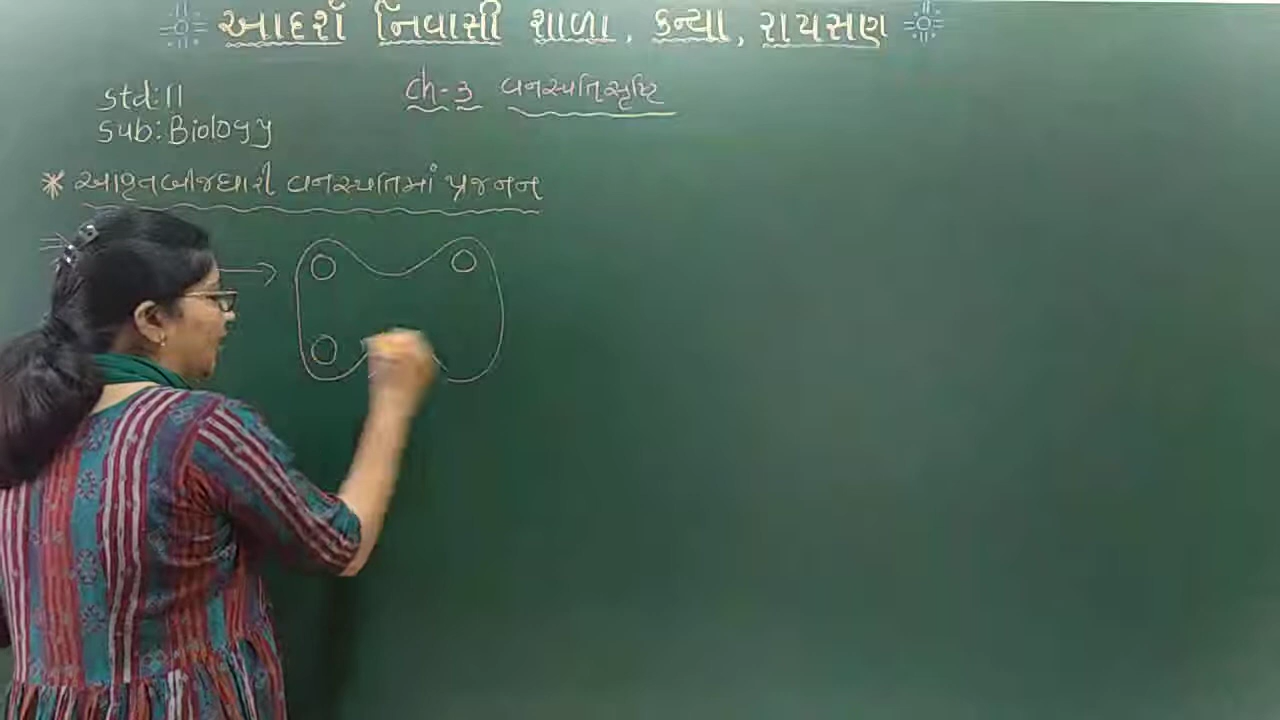 આદર્શ નિવાસી શાળા, કન્યા, રાયસણ
Std:11
Ch-3 વનસ્પતિસૃષ્ટિ
Sub:Biology
* આવૃતબીજધારી વનસ્પતિમાં પ્રજનન